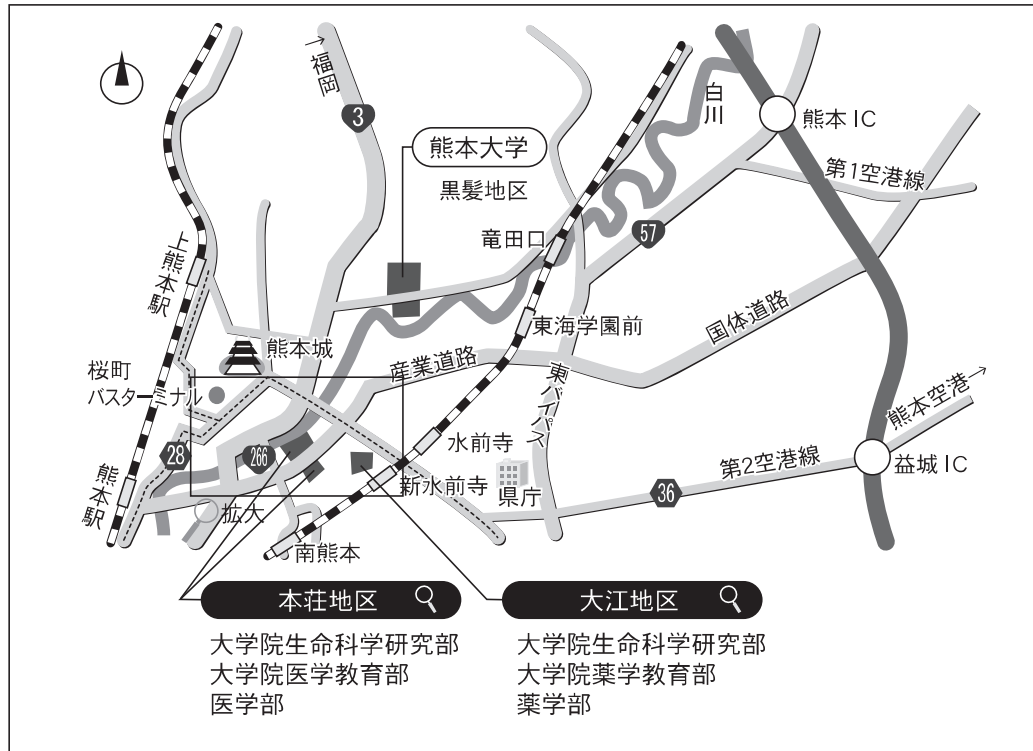 →福岡
3
白川
熊本IC
熊本大学
黒髪地区
第1空港線
竜田口
57
上熊本駅
東海学園前
国体道路
熊本城
産業道路
桜町
バスターミナル
東バイパス
熊本空港→
水前寺
28
266
第2空港線
益城IC
新水前寺
県庁
36
熊本駅
拡大
南熊本
本荘地区
大学院生命科学研究部
大学院医学教育部
医学部
大江地区
大学院生命科学研究部
大学院薬学教育部
薬学部